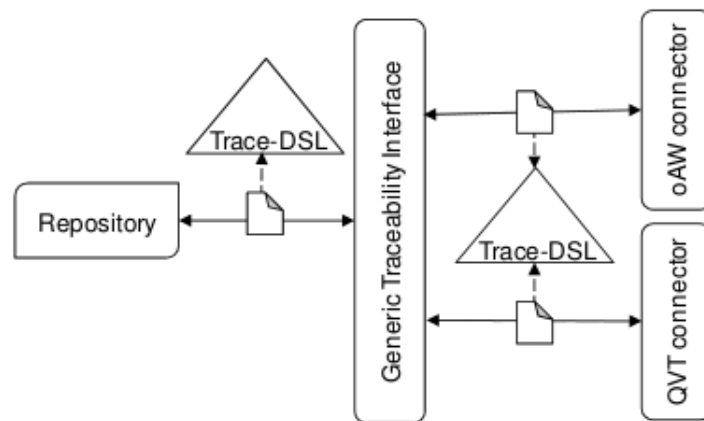 Trace-DSL
Repository
Generic Traceability Interface
Trace-DSL
oAW connector
QVT connector